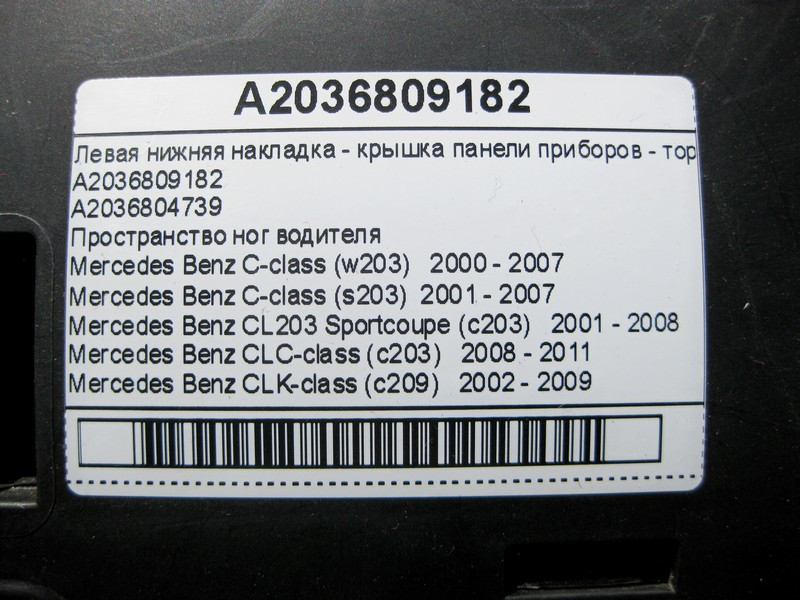 A2036809182
Левая нижняя накладка - крышка панели приборов - тор
A2036809182
A2036804739
Пространство ног водителя
Mercedes Benz C-class (w203) 2000 - 2007
Mercedes Benz C-class (s203) 2001 - 2007
Mercedes Benz CL203 Sportcoupe (c203) 2001 - 2008
Mercedes Benz CLC-class (c203) 2008 - 2011
Mercedes Benz CLK-class (c209) 2002 - 2009